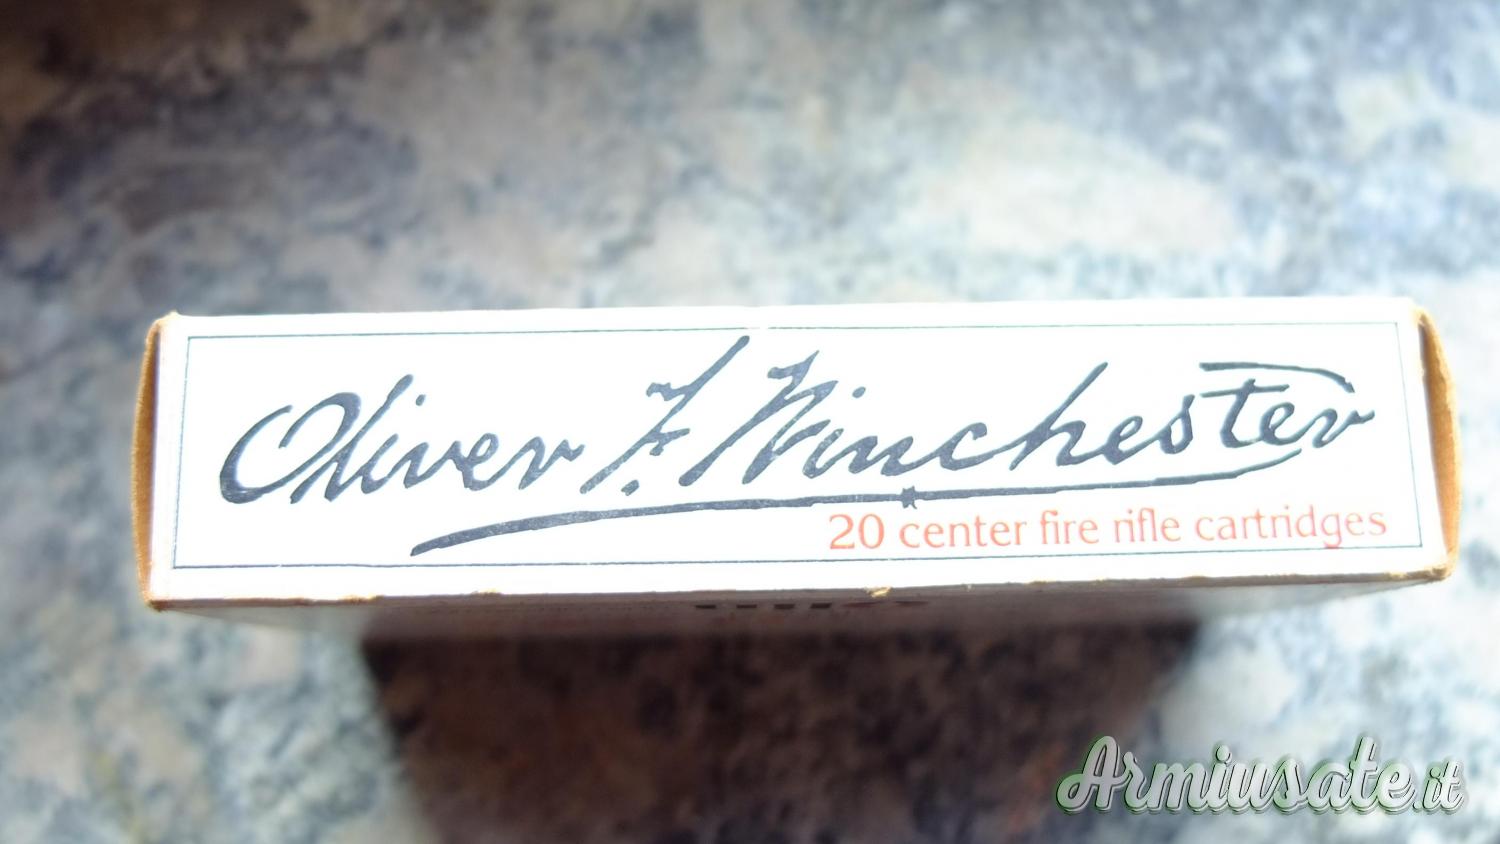 Oliver F. Winchester
20 center fire rifle cartridges
Armiusate.it